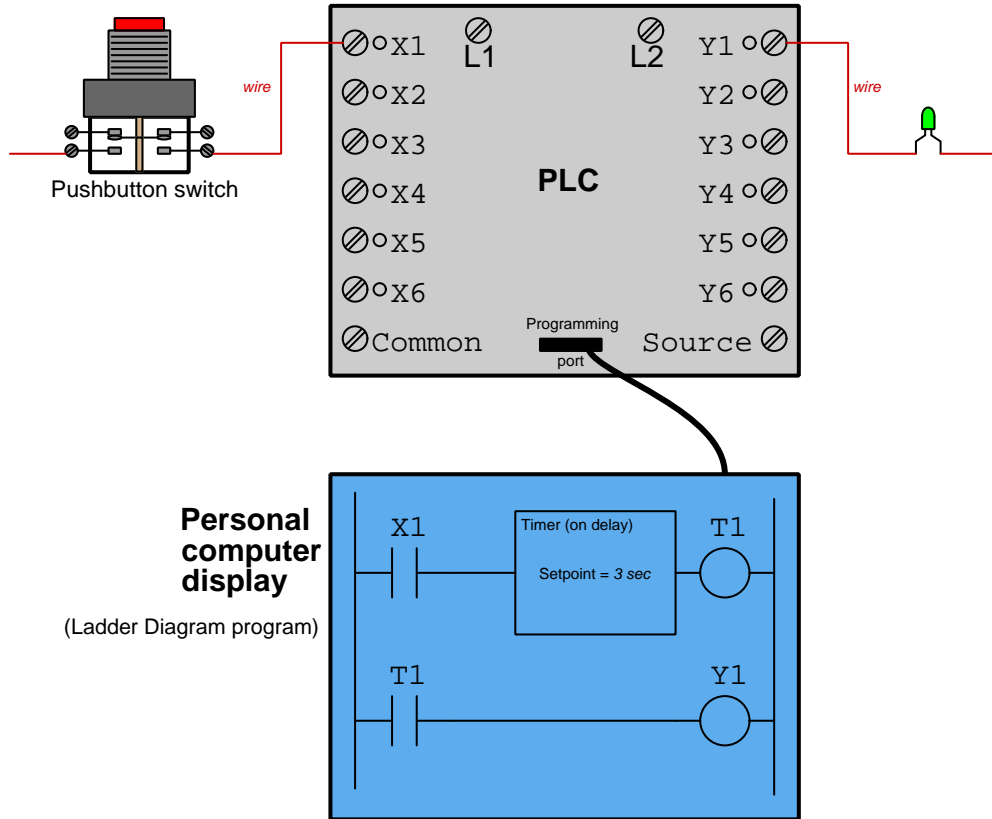 X1
L1
L2
Y1
wire
wire
X2
Y2
X3
Y3
Pushbutton switch
PLC
X4
Y4
X5
Y5
X6
Y6
Programming
port
Common
Source
Personal
computer
display
(Ladder Diagram program)
X1
Timer (on delay)
Setpoint = 3 sec
T1
T1
Y1